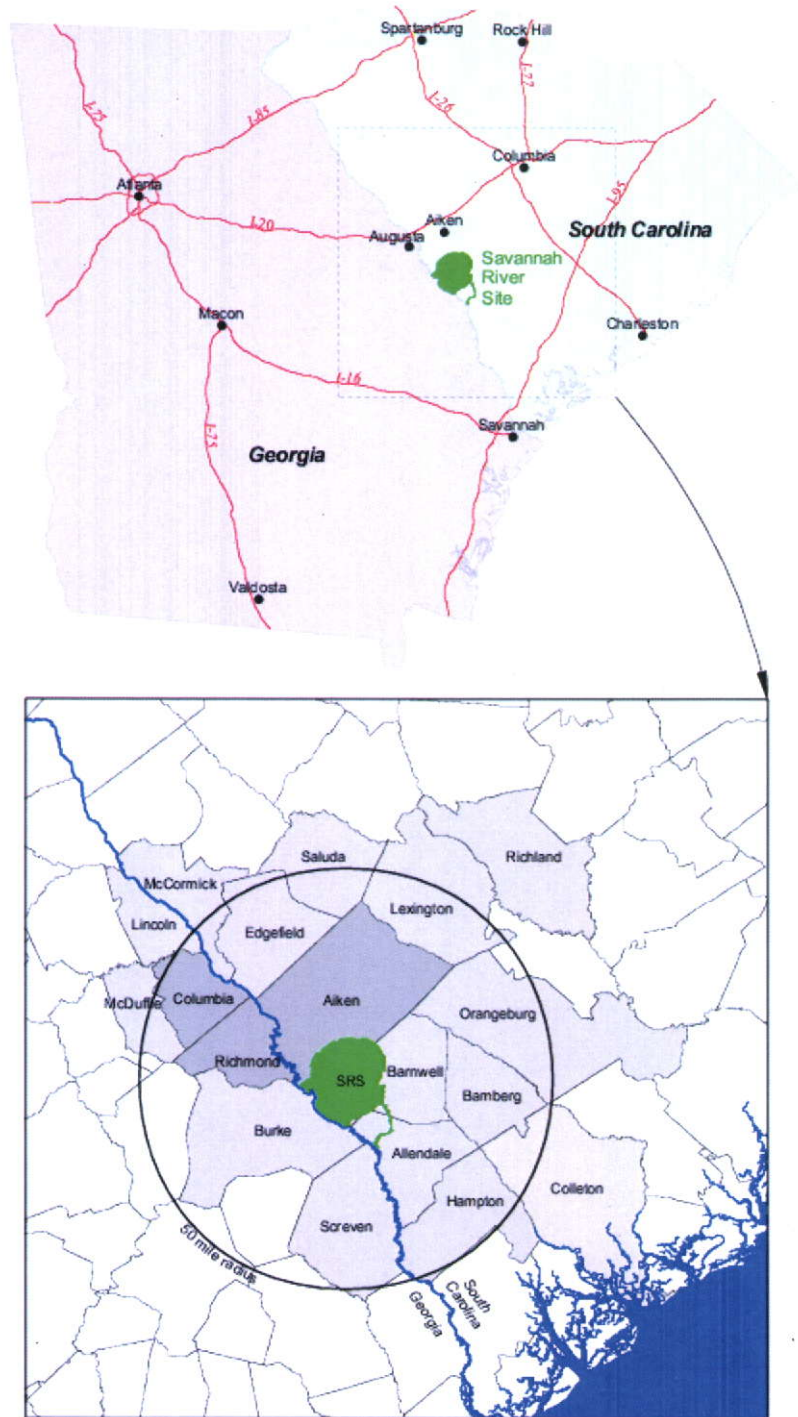 Spartanburg
Rock Hill
I-75
I-85
I-26
I-77
Columbia
I-95
Atlanta
I-20
Augusta
Aiken
South Carolina
Savannah
River
Site
Macon
Charleston
I-16
I-75
Savannah
Georgia
Valdosta
Saluda
Richland
McCormick
Lexington
Lincoln
Edgefield
McDuffie
Columbia
Aiken
Orangeburg
Richmond
SRS
Barnwell
Bamberg
Burke
Allendale
Colleton
Hampton
Screven
50 mile radius
South Carolina
Georgia